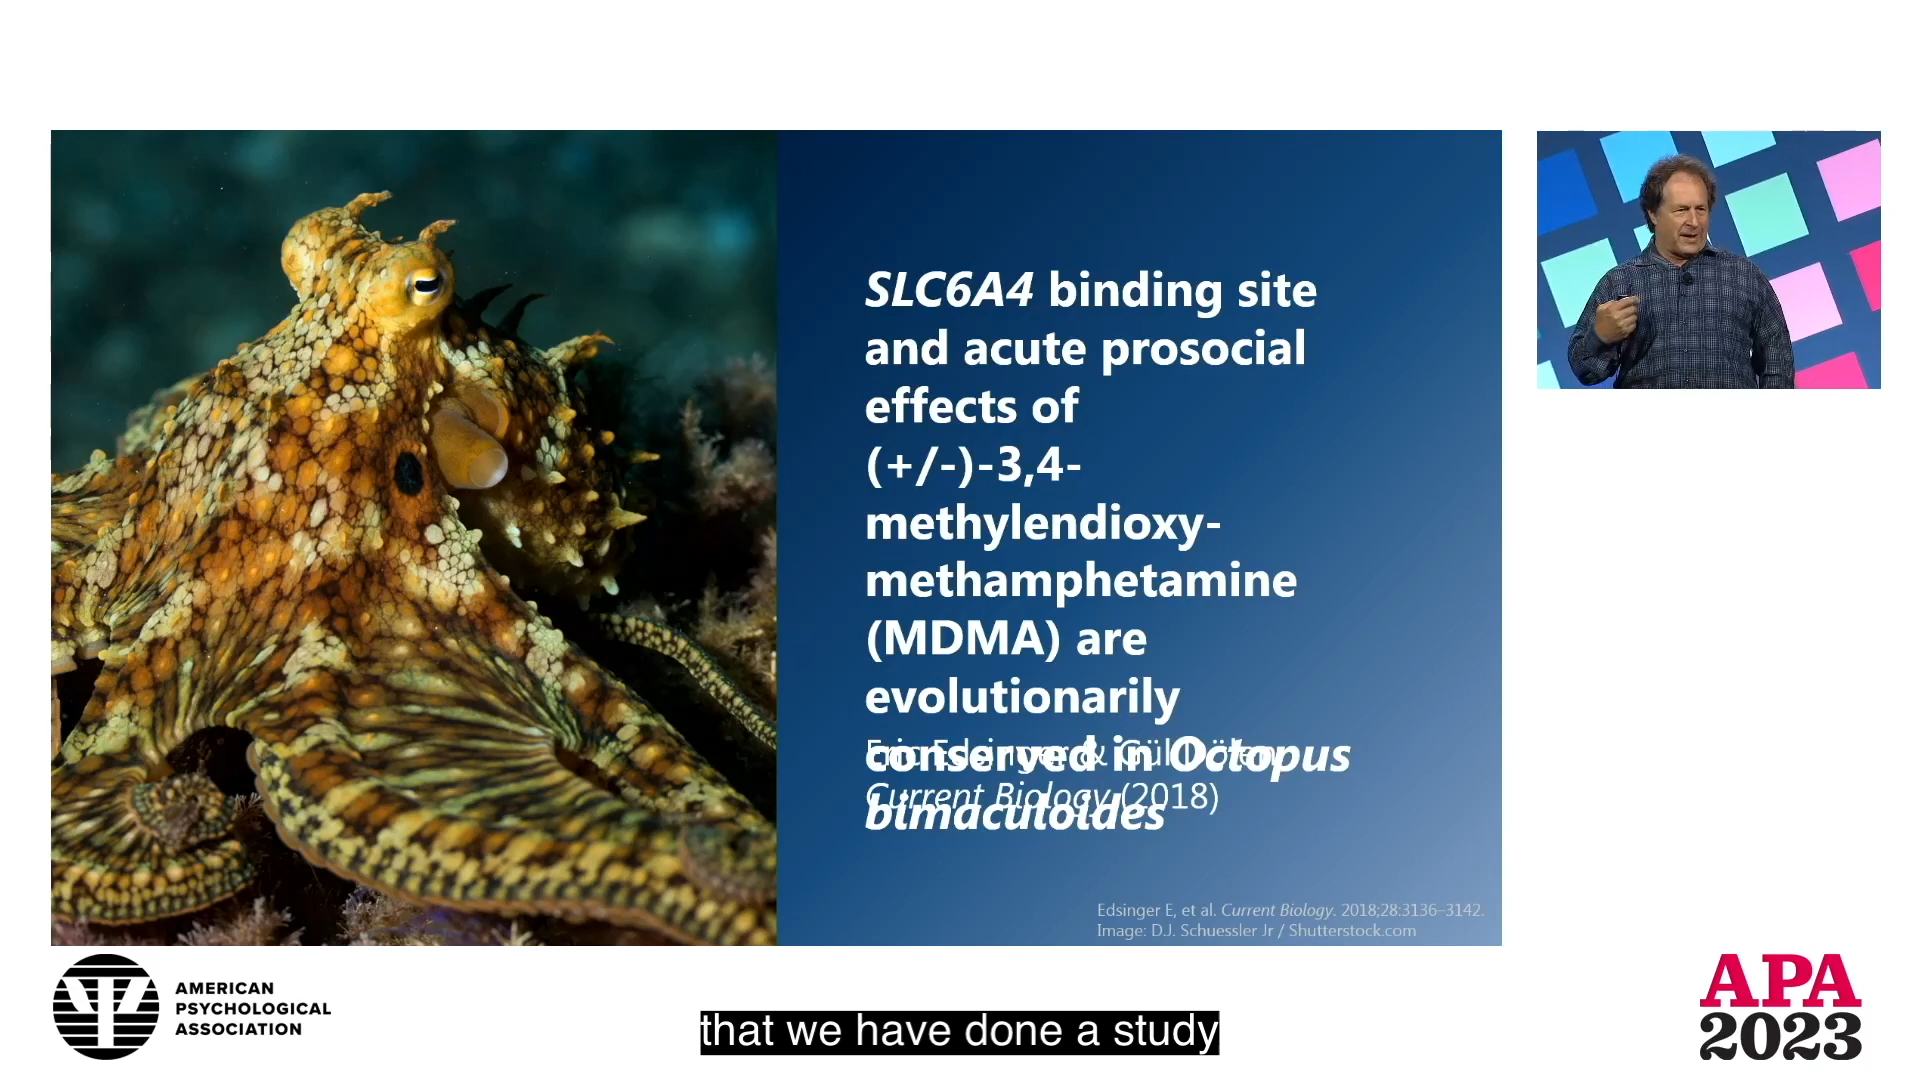 SLC6A4 binding site
and acute prosocial
effects of
(+/-)-3,4-
methylendioxy-
methamphetamine
(MDMA) are
evolutionarily
conserved in Octopus
bimaculoides
Eric Edsinger & Gül
Current Biology (2018)
Edsinger E, et al. Current Biology. 2018;28:3136–3142.
Image: D.J. Schuessler Jr / Shutterstock.com
AMERICAN
PSYCHOLOGICAL
ASSOCIATION
that we have done a study
APA
2023